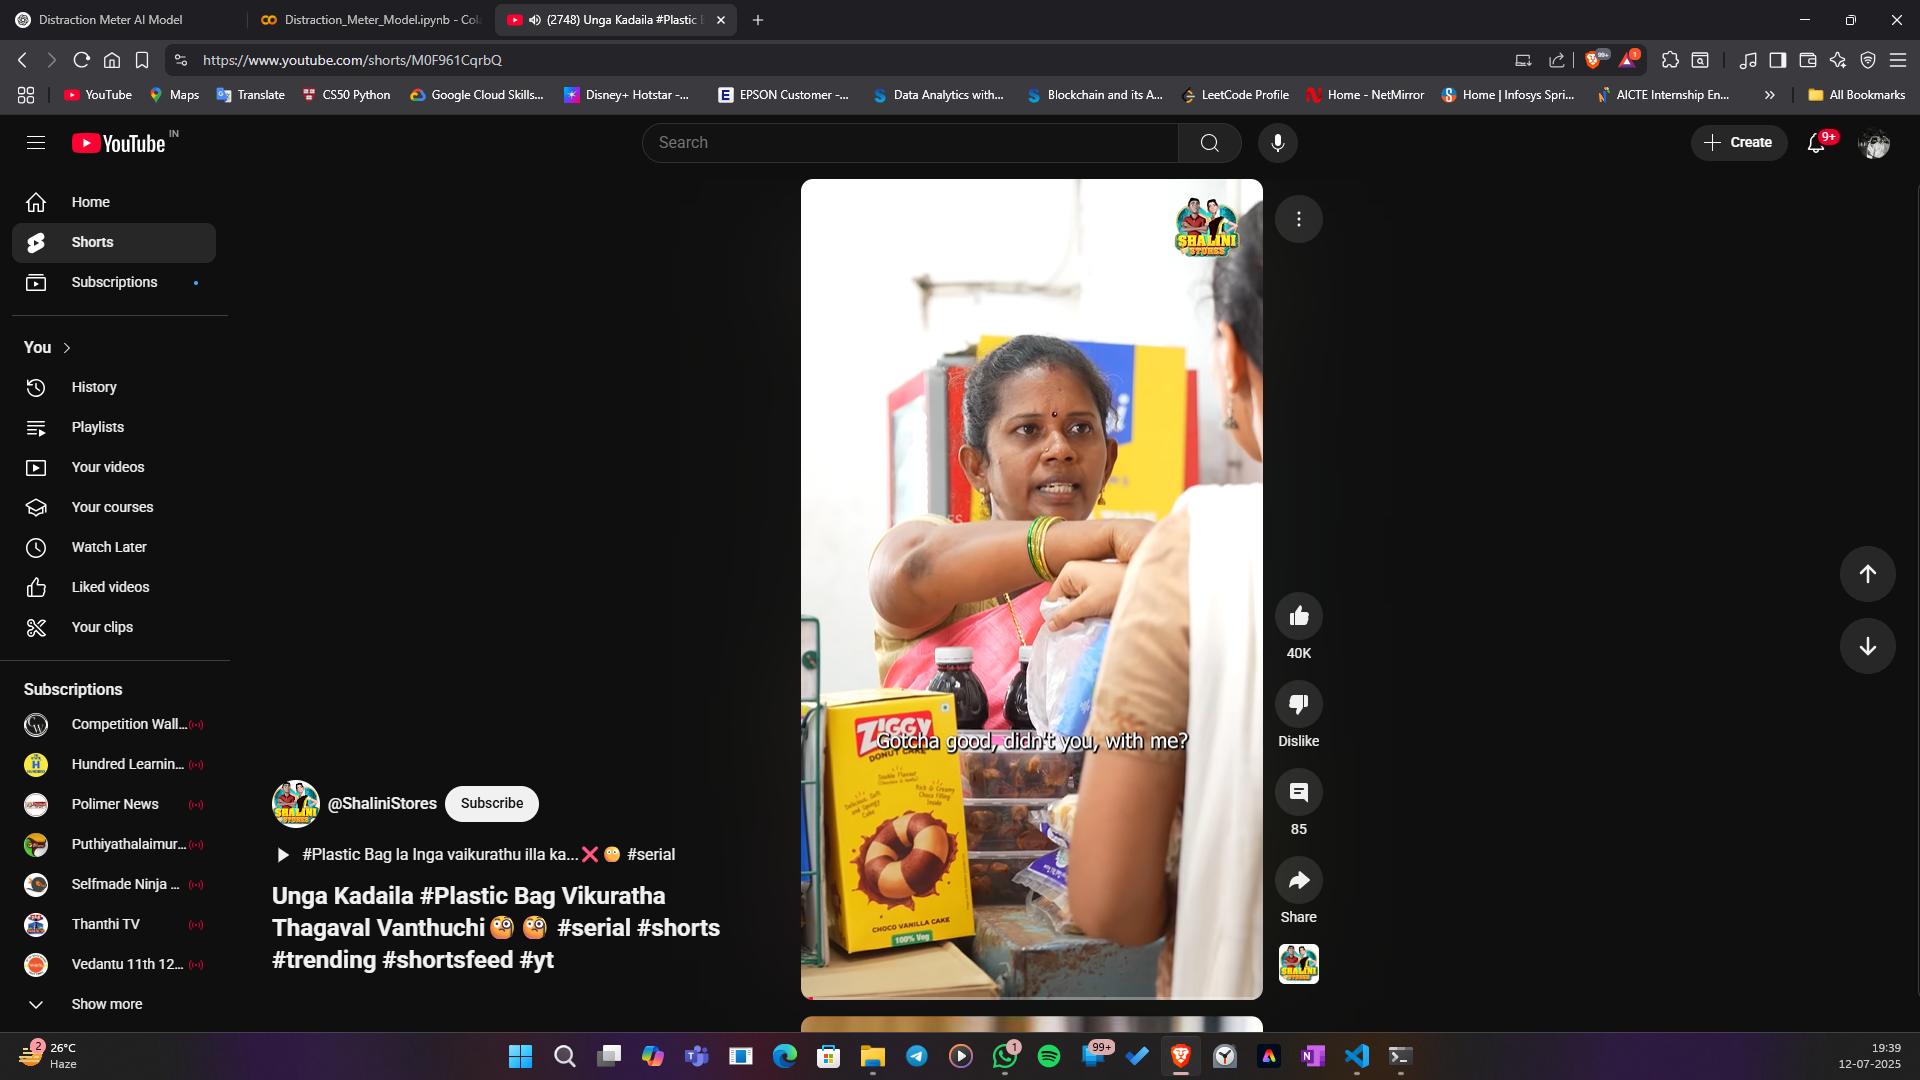 Distraction Meter AI Model
Distraction_Meter_Model.ipynb - Col
(2748) Unga Kadaila #Plastic
https://www.youtube.com/shorts/M0F961CqrbQ
99+
1
YouTube
Maps
Translate
CS50 Python
Google Cloud Skills...
Disney+ Hotstar -...
EPSON Customer -...
Data Analytics with...
Blockchain and its A...
LeetCode Profile
Home - NetMirror
Home | Infosys Spri...
AICTE Internship En...
All Bookmarks
YouTube IN
Search
Create
9+
Home
Shorts
Subscriptions
You
History
Playlists
Your videos
Your courses
Watch Later
Liked videos
Your clips
Subscriptions
Competition Wall...
Hundred Learnin...
Polimer News
Puthiyathalaimur...
Selfmade Ninja ...
Thanthi TV
Vedantu 11th 12...
Show more
@ShaliniStores
Subscribe
#Plastic Bag la Inga vaikurathu illa ka...❌😶 #serial
Unga Kadaila #Plastic Bag Vikuratha
Thagaval Vanthuchi🧐 🧐 #serial #shorts
#trending #shortsfeed #yt
SHALINI
STORES
ZIGGY
DONUT CAKE
Gotcha good, didn't you, with me?
CHOCO VANILLA CAKE
100% Veg
40K
Dislike
85
Share
2
26°C
Haze
1
99+
19:39
12-07-2025